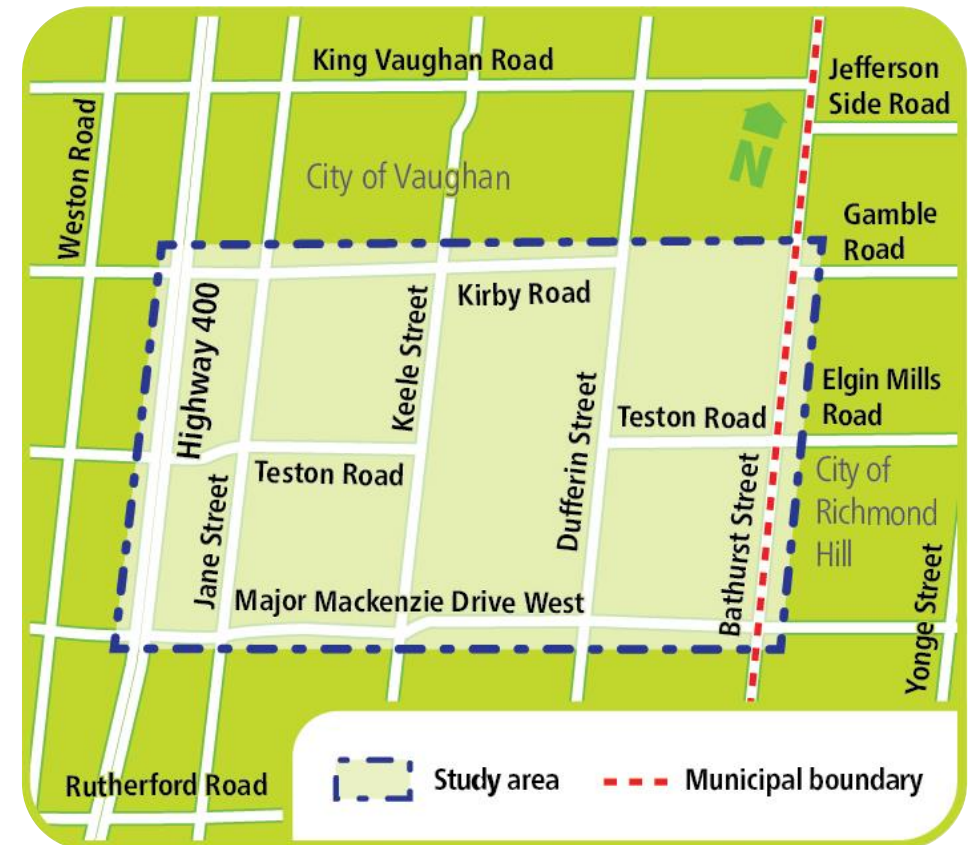 King Vaughan Road
Jefferson
Side Road
Weston Road
N
City of Vaughan
Gamble
Road
Highway 400
Keele Street
Kirby Road
Elgin Mills
Road
Teston Road
Teston Road
Dufferin Street
City of
Richmond
Hill
Jane Street
Bathurst Street
Major Mackenzie Drive West
Yonge Street
Rutherford Road
Study area
Municipal boundary